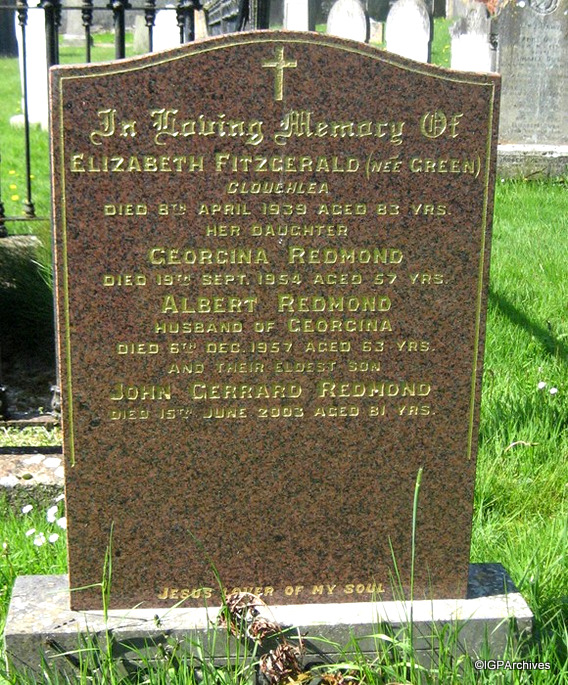 In Loving Memory Of
ELIZABETH FITZGERALD (NÉE GREEN)
CLOUGHLEA
DIED 8TH APRIL 1939 AGED 83 YRS.
HER DAUGHTER
GEORGINA REDMOND
DIED 19TH SEPT. 1954 AGED 57 YRS.
ALBERT REDMOND
HUSBAND OF GEORGINA
DIED 6TH DEC. 1957 AGED 63 YRS.
AND THEIR ELDEST SON
JOHN GERRARD REDMOND
DIED 15TH JUNE 2003 AGED 81 YRS.
JESUS LOVER OF MY SOUL
©IGPArchives